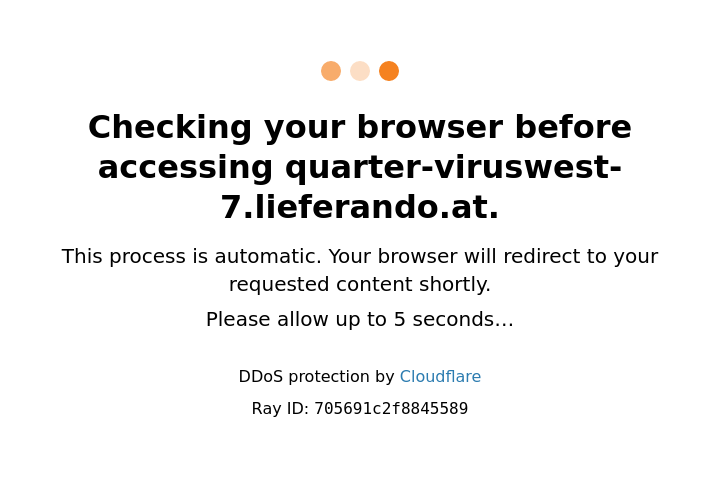 Checking your browser before
accessing quarter-viruswest-
7.lieferando.at.
This process is automatic. Your browser will redirect to your
requested content shortly.
Please allow up to 5 seconds…
DDoS protection by Cloudflare
Ray ID: 705691c2f8845589